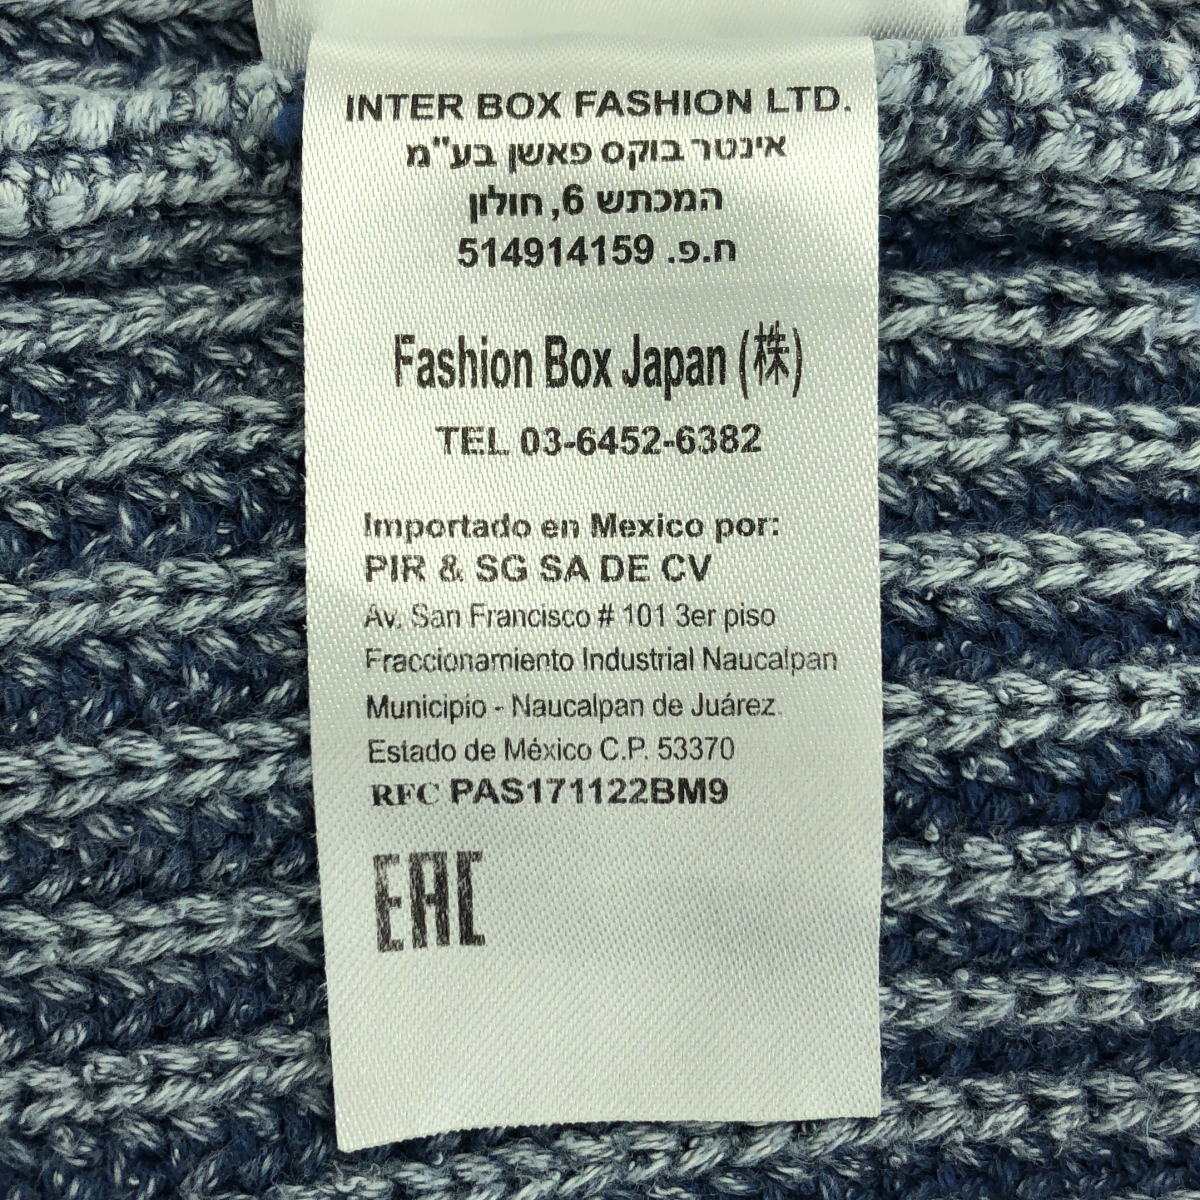 INTER BOX FASHION LTD.
אינטר בוקס פאשן בע"מ
המכתש 6, חולון
ח.פ. 514914159
Fashion Box Japan (株)
TEL 03-6452-6382
Importado en Mexico por:
PIR & SG SA DE CV
Av. San Francisco # 101 3er piso
Fraccionamiento Industrial Naucalpan
Municipio - Naucalpan de Juárez.
Estado de México C.P. 53370
RFC PAS171122BM9
EAC